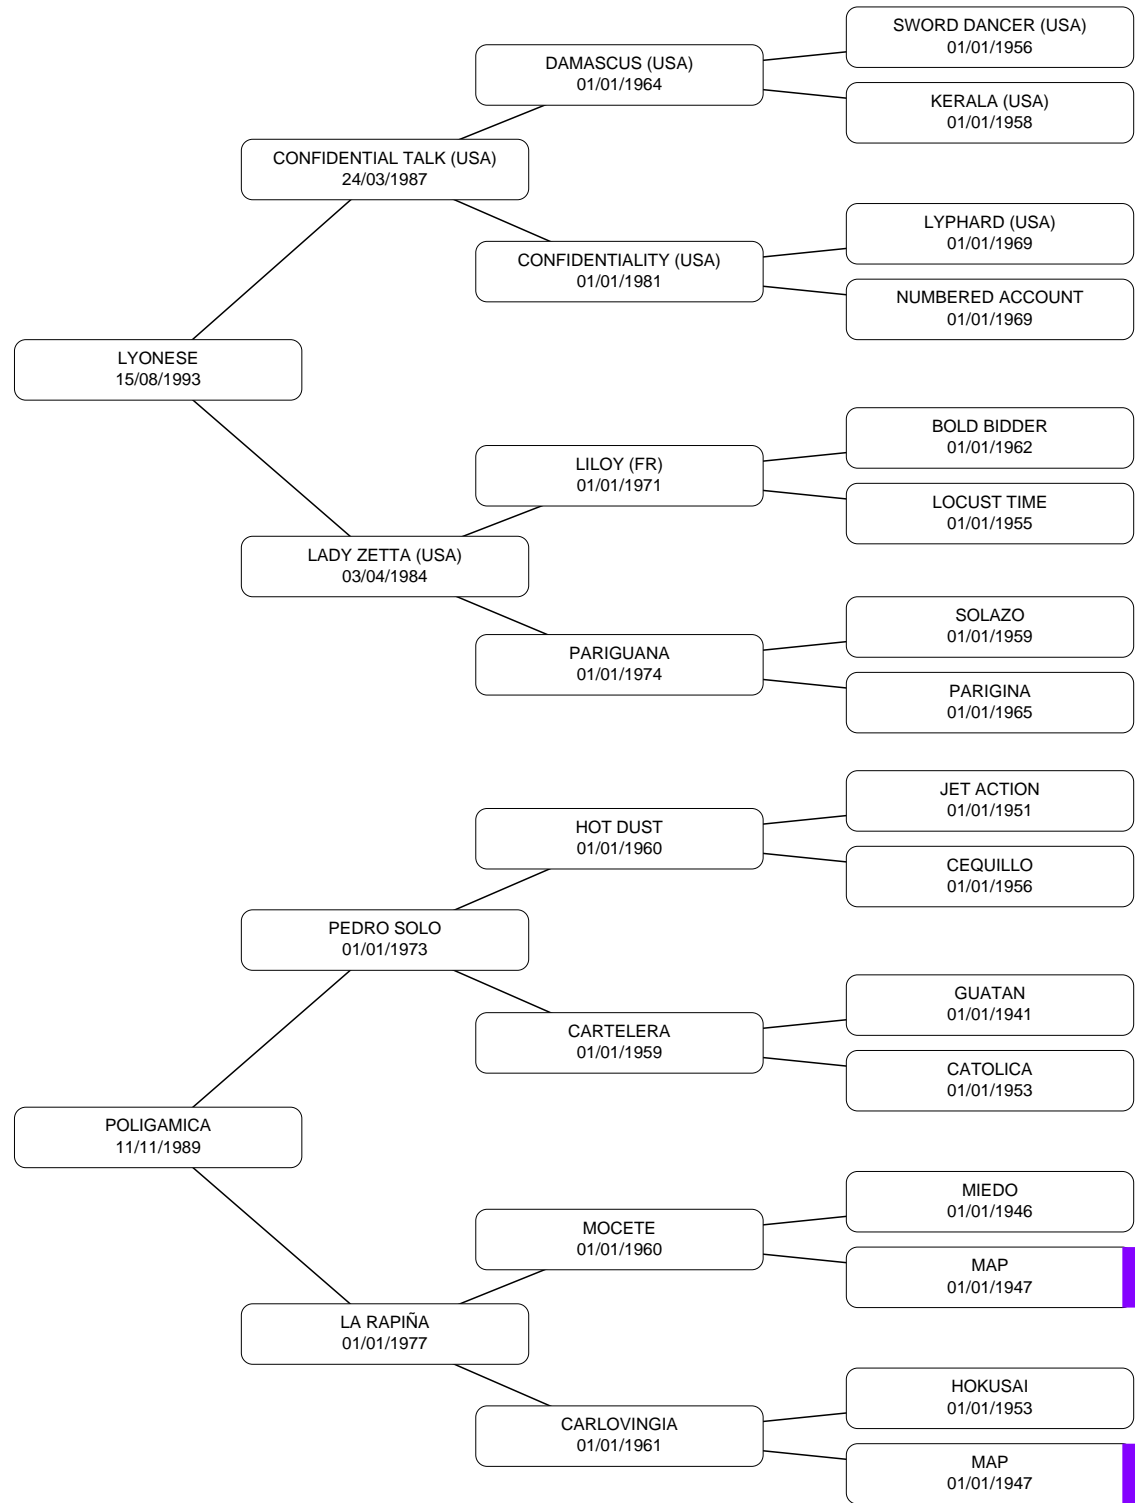 SWORD DANCER (USA)
01/01/1956
DAMASCUS (USA)
01/01/1964
KERALA (USA)
01/01/1958
CONFIDENTIAL TALK (USA)
24/03/1987
LYPHARD (USA)
01/01/1969
CONFIDENTIALITY (USA)
01/01/1981
NUMBERED ACCOUNT
01/01/1969
LYONESE
15/08/1993
BOLD BIDDER
01/01/1962
LILOY (FR)
01/01/1971
LOCUST TIME
01/01/1955
LADY ZETTA (USA)
03/04/1984
SOLAZO
01/01/1959
PARIGUANA
01/01/1974
PARIGINA
01/01/1965
JET ACTION
01/01/1951
HOT DUST
01/01/1960
CEQUILLO
01/01/1956
PEDRO SOLO
01/01/1973
GUATAN
01/01/1941
CARTELERA
01/01/1959
CATOLICA
01/01/1953
POLIGAMICA
11/11/1989
MIEDO
01/01/1946
MOCETE
01/01/1960
MAP
01/01/1947
LA RAPIÑA
01/01/1977
HOKUSAI
01/01/1953
CARLOVINGIA
01/01/1961
MAP
01/01/1947